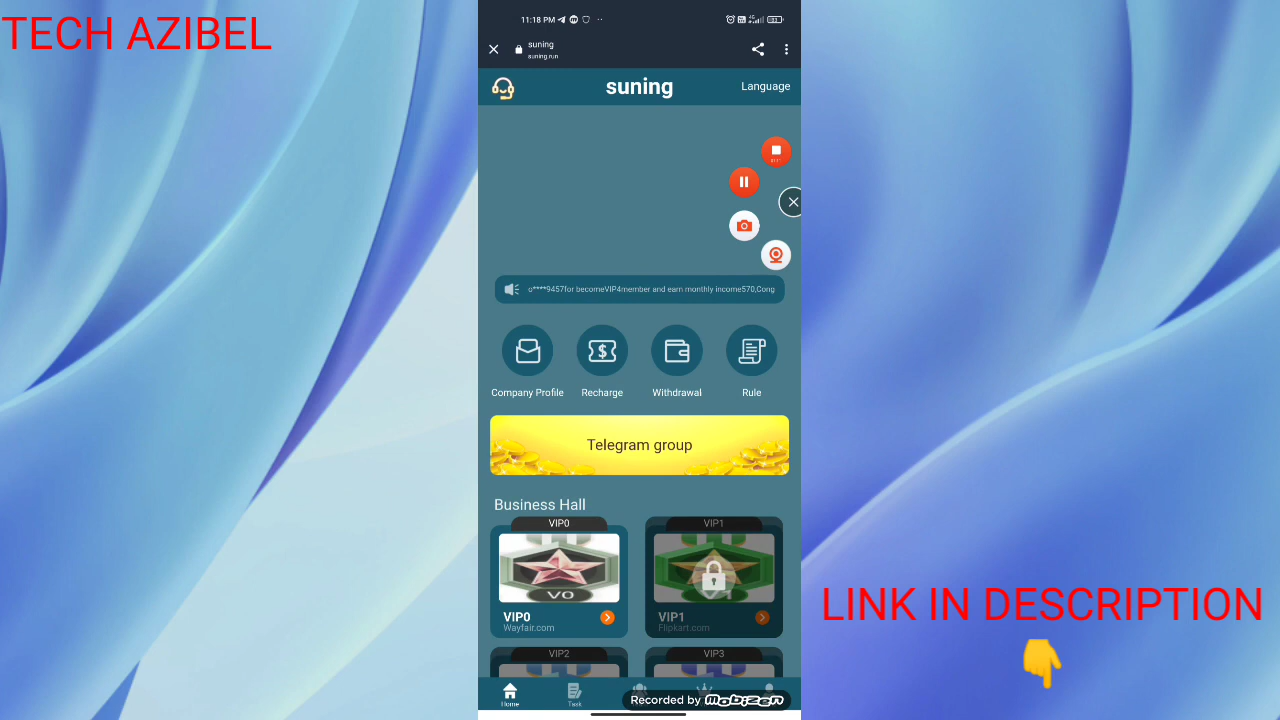 TECH AZIBEL
11:18 PM
suning
suning.run
suning
Language
o****9457for becomeVIP4member and earn monthly income570,Cong
Company Profile
Recharge
Withdrawal
Rule
Telegram group
Business Hall
VIP0
VIP1
V0
VIP0
Wayfair.com
VIP1
Flipkart.com
VIP2
VIP3
Home
Task
Recorded by mobizen
LINK IN DESCRIPTION